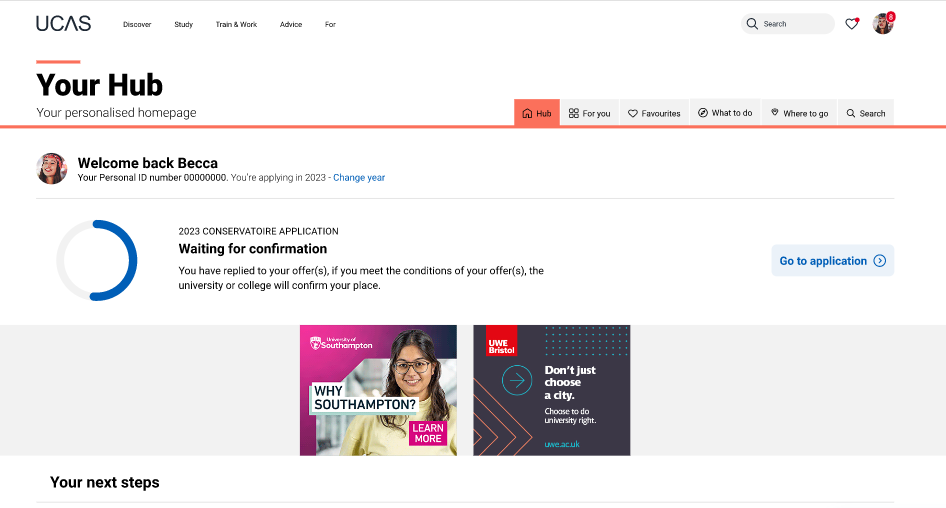 UCAS
Discover Study Train & Work Advice For
Search
8
Your Hub
Your personalised homepage
Hub For you Favourites What to do Where to go Search
Welcome back Becca
Your Personal ID number 00000000. You're applying in 2023 - Change year
2023 CONSERVATOIRE APPLICATION
Waiting for confirmation
You have replied to your offer(s), if you meet the conditions of your offer(s), the
university or college will confirm your place.
Go to application
University of
Southampton
WHY
SOUTHAMPTON?
LEARN
MORE
UWE
Bristol
Don't just
choose
a city.
Choose to do
university right.
uwe.ac.uk
Your next steps